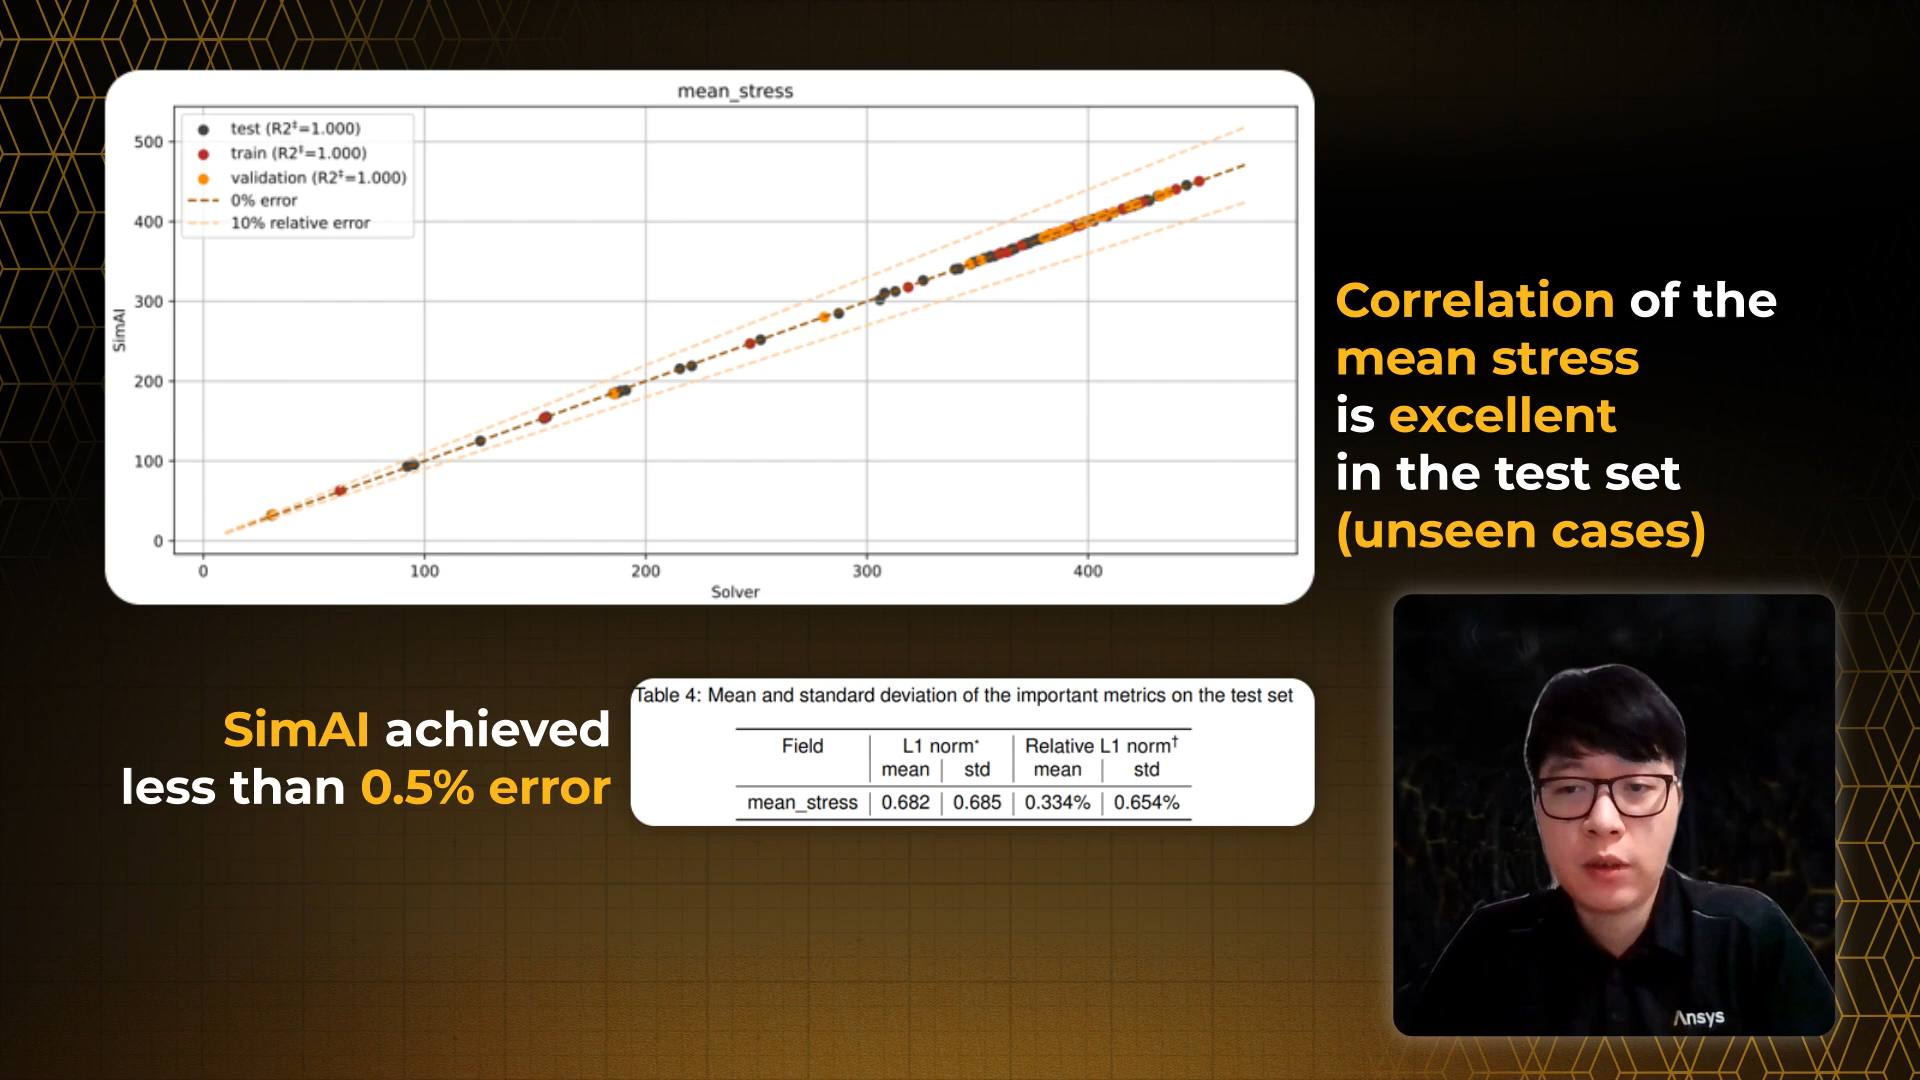 mean_stress
test (R2‡=1.000)
train (R2‡=1.000)
validation (R2‡=1.000)
0% error
10% relative error
500
400
300
200
100
0
SimAI
0
100
200
300
400
Solver
Correlation of the
mean stress
is excellent
in the test set
(unseen cases)
SimAI achieved
less than 0.5% error
Table 4: Mean and standard deviation of the important metrics on the test set
Field L1 norm* Relative L1 norm†
mean std mean std
mean_stress 0.682 0.685 0.334% 0.654%
Ansys